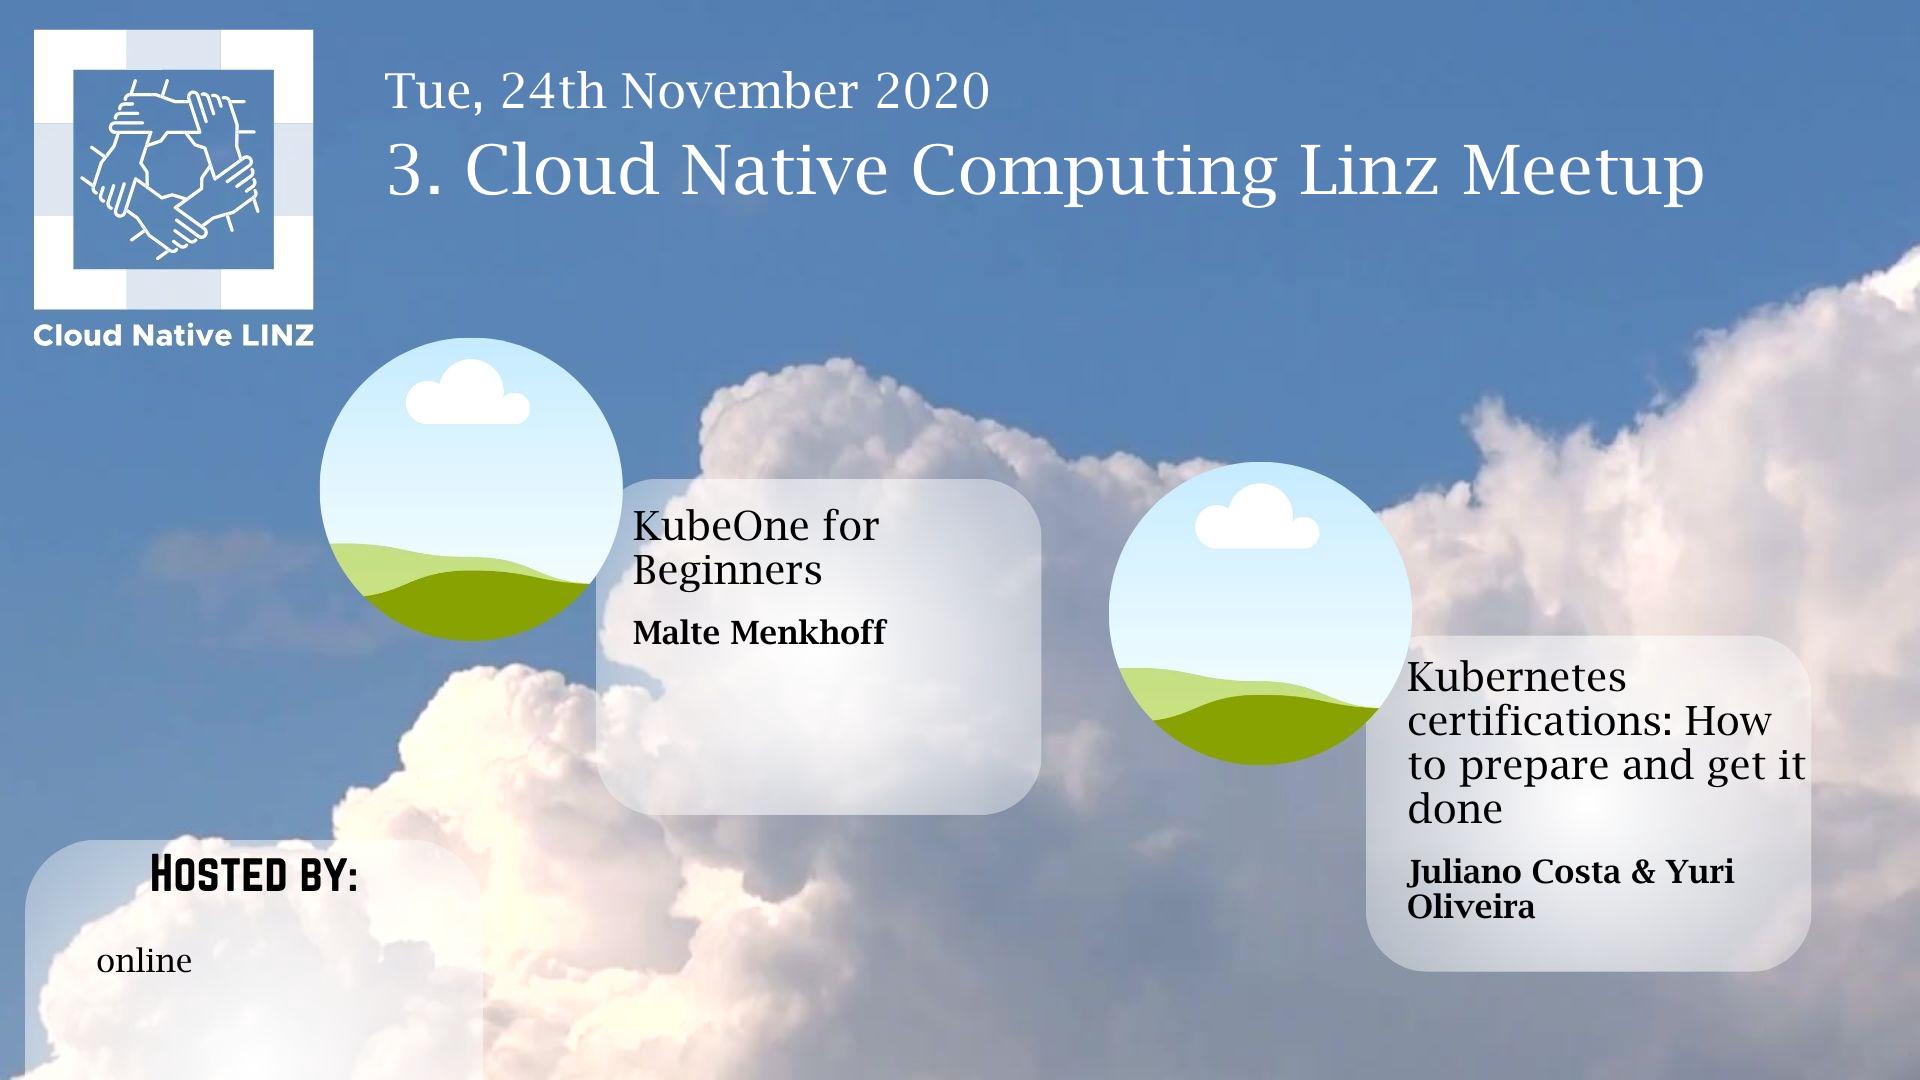 Tue, 24th November 2020
3. Cloud Native Computing Linz Meetup
Cloud Native LINZ
KubeOne for
Beginners
Malte Menkhoff
Kubernetes
certifications: How
to prepare and get it
done
Juliano Costa & Yuri
Oliveira
HOSTED BY:
online